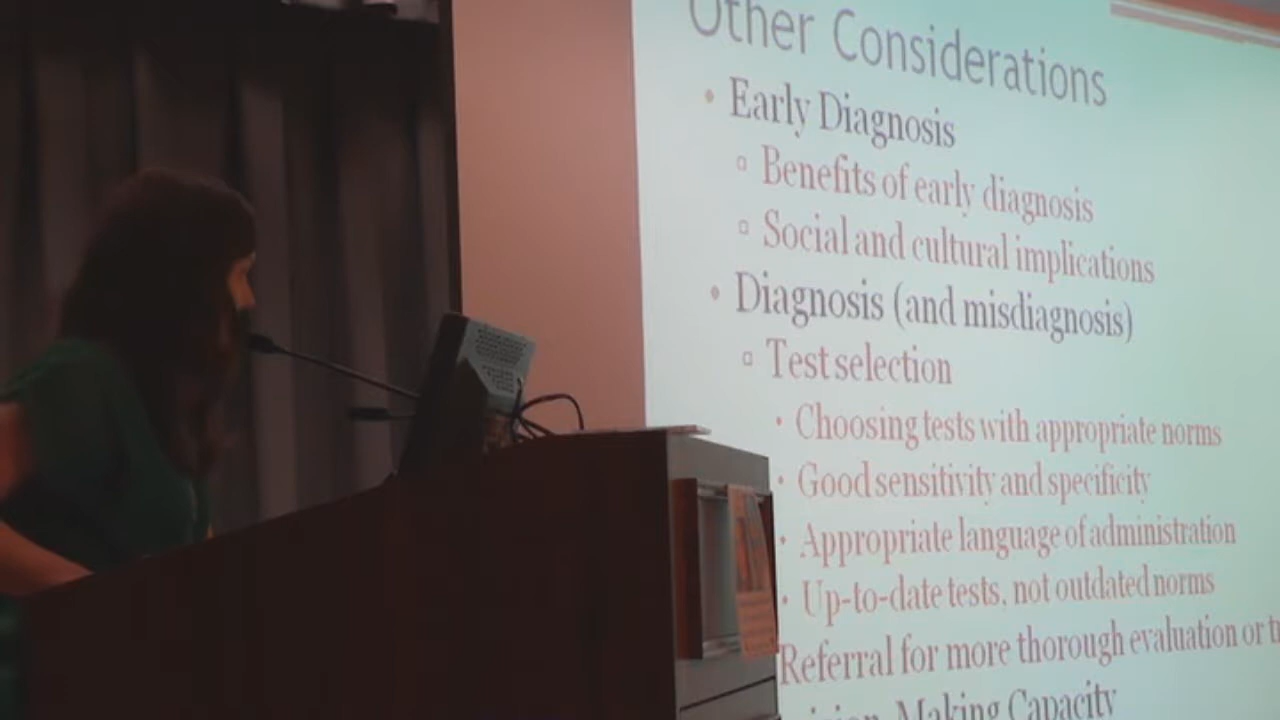 Other Considerations
• Early Diagnosis
▫ Benefits of early diagnosis
▫ Social and cultural implications
• Diagnosis (and misdiagnosis)
▫ Test selection
• Choosing tests with appropriate norms
• Good sensitivity and specificity
• Appropriate language of administration
• Up-to-date tests, not outdated norms
Referral for more thorough evaluation or
Making Capacity